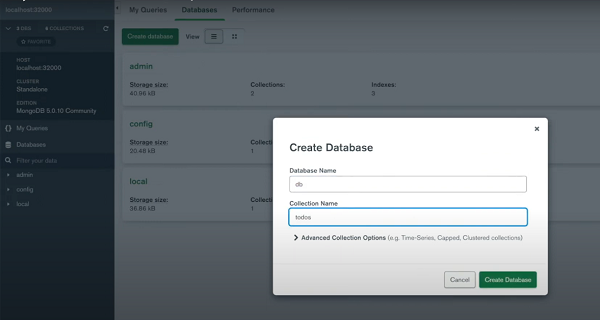 localhost:32000
My Queries Databases Performance
3 DBS 6 COLLECTIONS
FAVORITE
Create database View
HOST
localhost:32000
CLUSTER
Standalone
EDITION
MongoDB 5.0.10 Community
My Queries
Databases
Filter your data
admin
config
local
admin
Storage size: Collections: Indexes:
40.96 kB 2 3
config
Storage size:
20.48 kB 1
local
Storage size:
36.86 kB 1
Create Database
Database Name
db
Collection Name
todos
Advanced Collection Options (e.g. Time-Series, Capped, Clustered collections)
Cancel Create Database